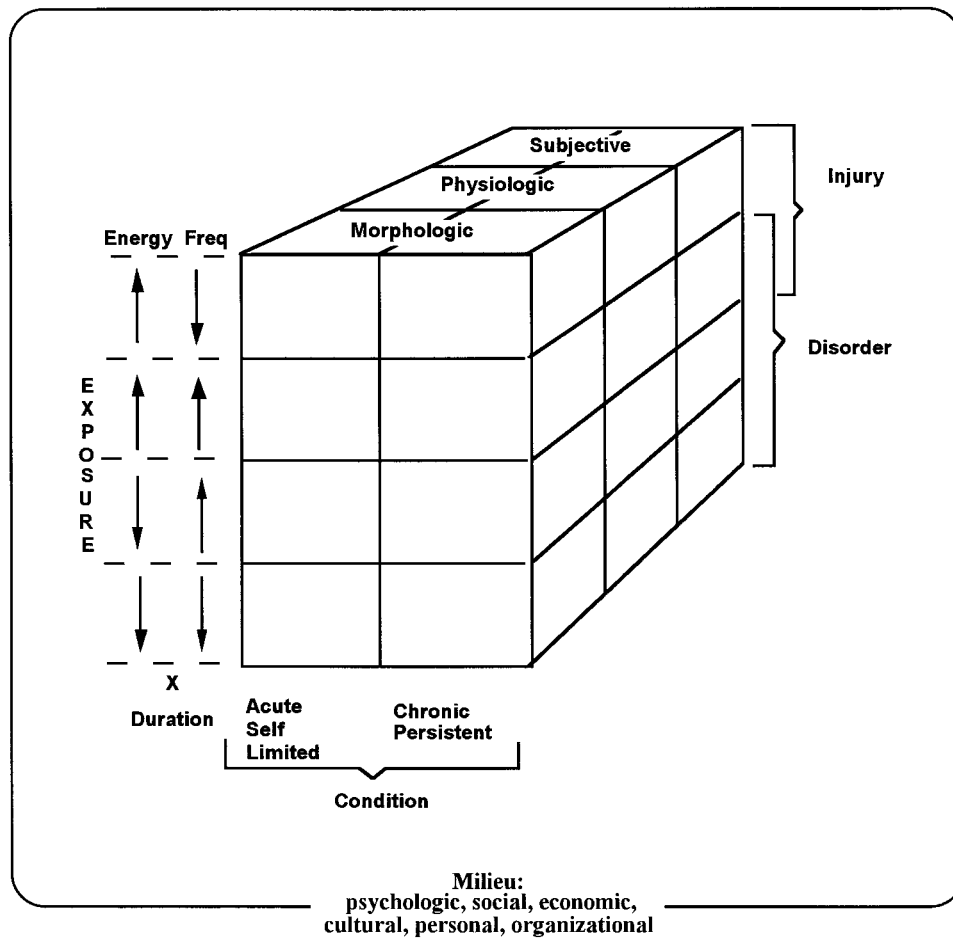 Subjective
Physiologic
Morphologic
Injury
Disorder
Energy Freq
EXPOSURE
X
Duration
Acute
Self
Limited
Chronic
Persistent
Condition
Milieu:
psychologic, social, economic,
cultural, personal, organizational